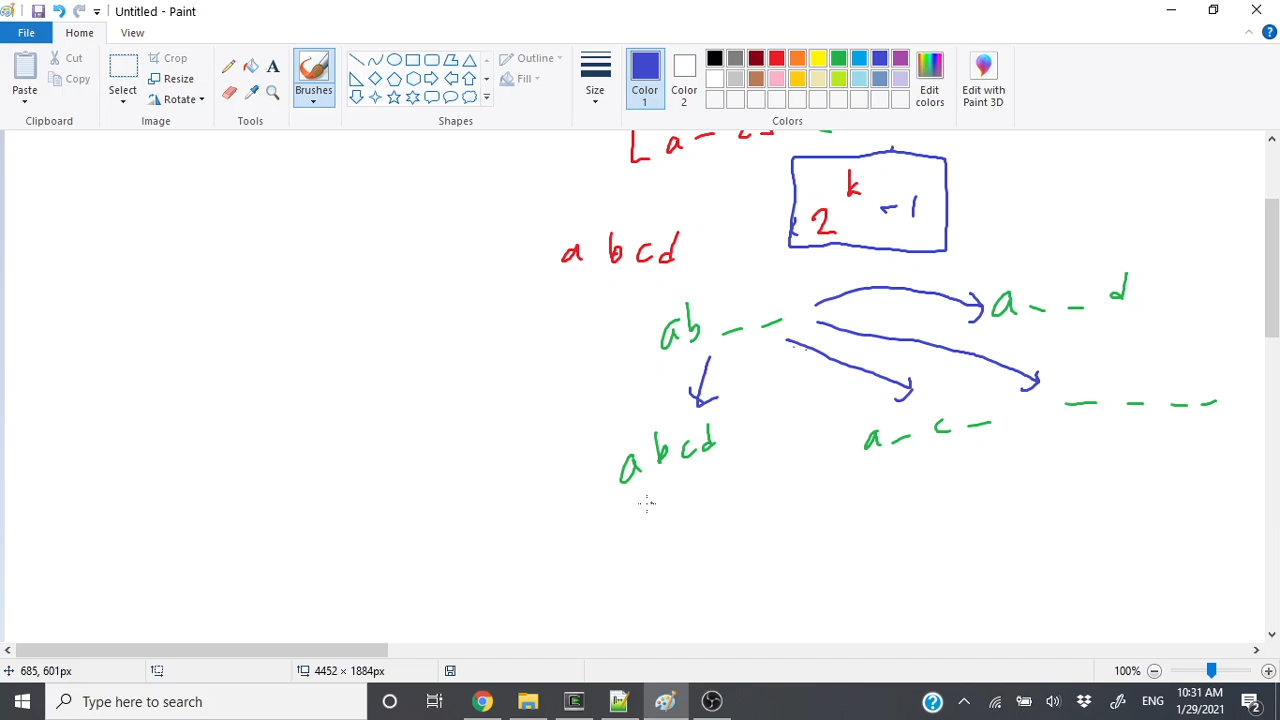 Untitled - Paint
File Home View
Paste
Cut
Copy
Clipboard
Select
Crop
Resize
Rotate
Image
A
Tools
Brushes
Outline
Fill
Shapes
Size
Color 1
Color 2
Colors
Edit colors
Edit with Paint 3D
a -
2^k - 1
a b c d
a b _ _
a _ _ d
a _ c _
_ _ _ _
a b c d
685, 601px
4452 × 1884px
100%
Type here to search
ENG
10:31 AM
1/29/2021
2